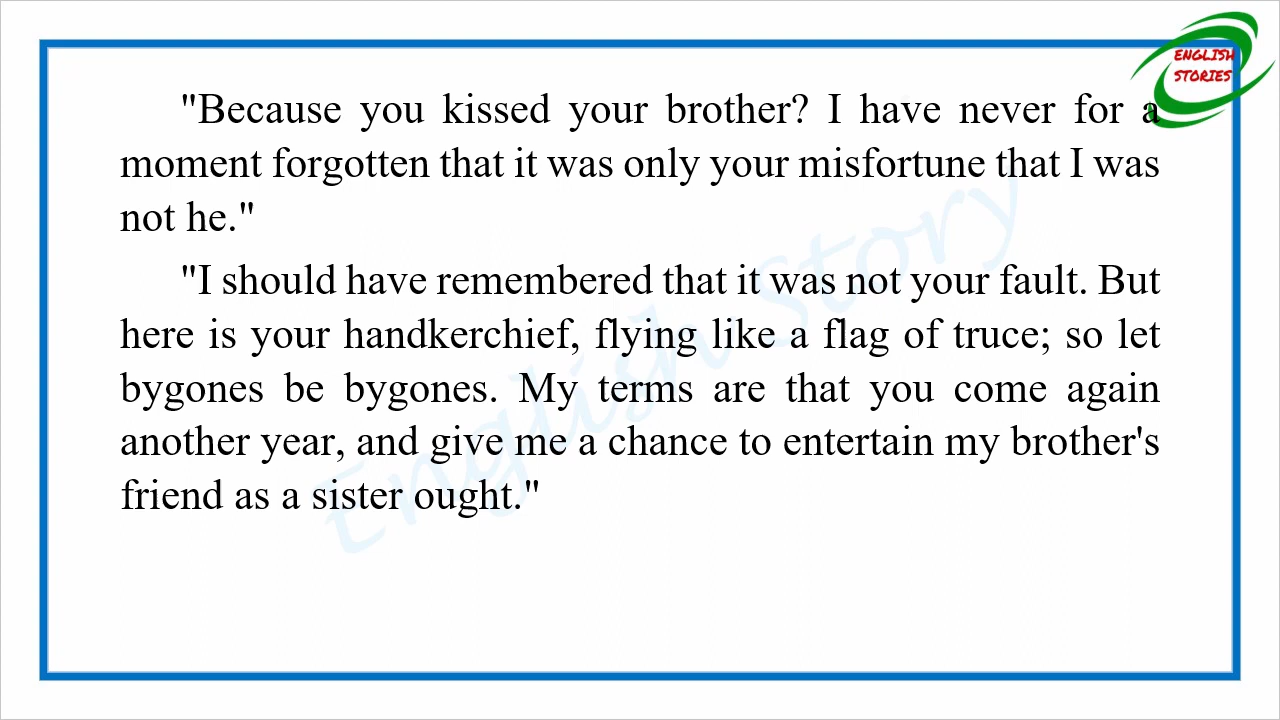 ENGLISH
STORIES
"Because you kissed your brother? I have never for a
moment forgotten that it was only your misfortune that I was
not he."
"I should have remembered that it was not your fault. But
here is your handkerchief, flying like a flag of truce; so let
bygones be bygones. My terms are that you come again
another year, and give me a chance to entertain my brother's
friend as a sister ought."
English Story